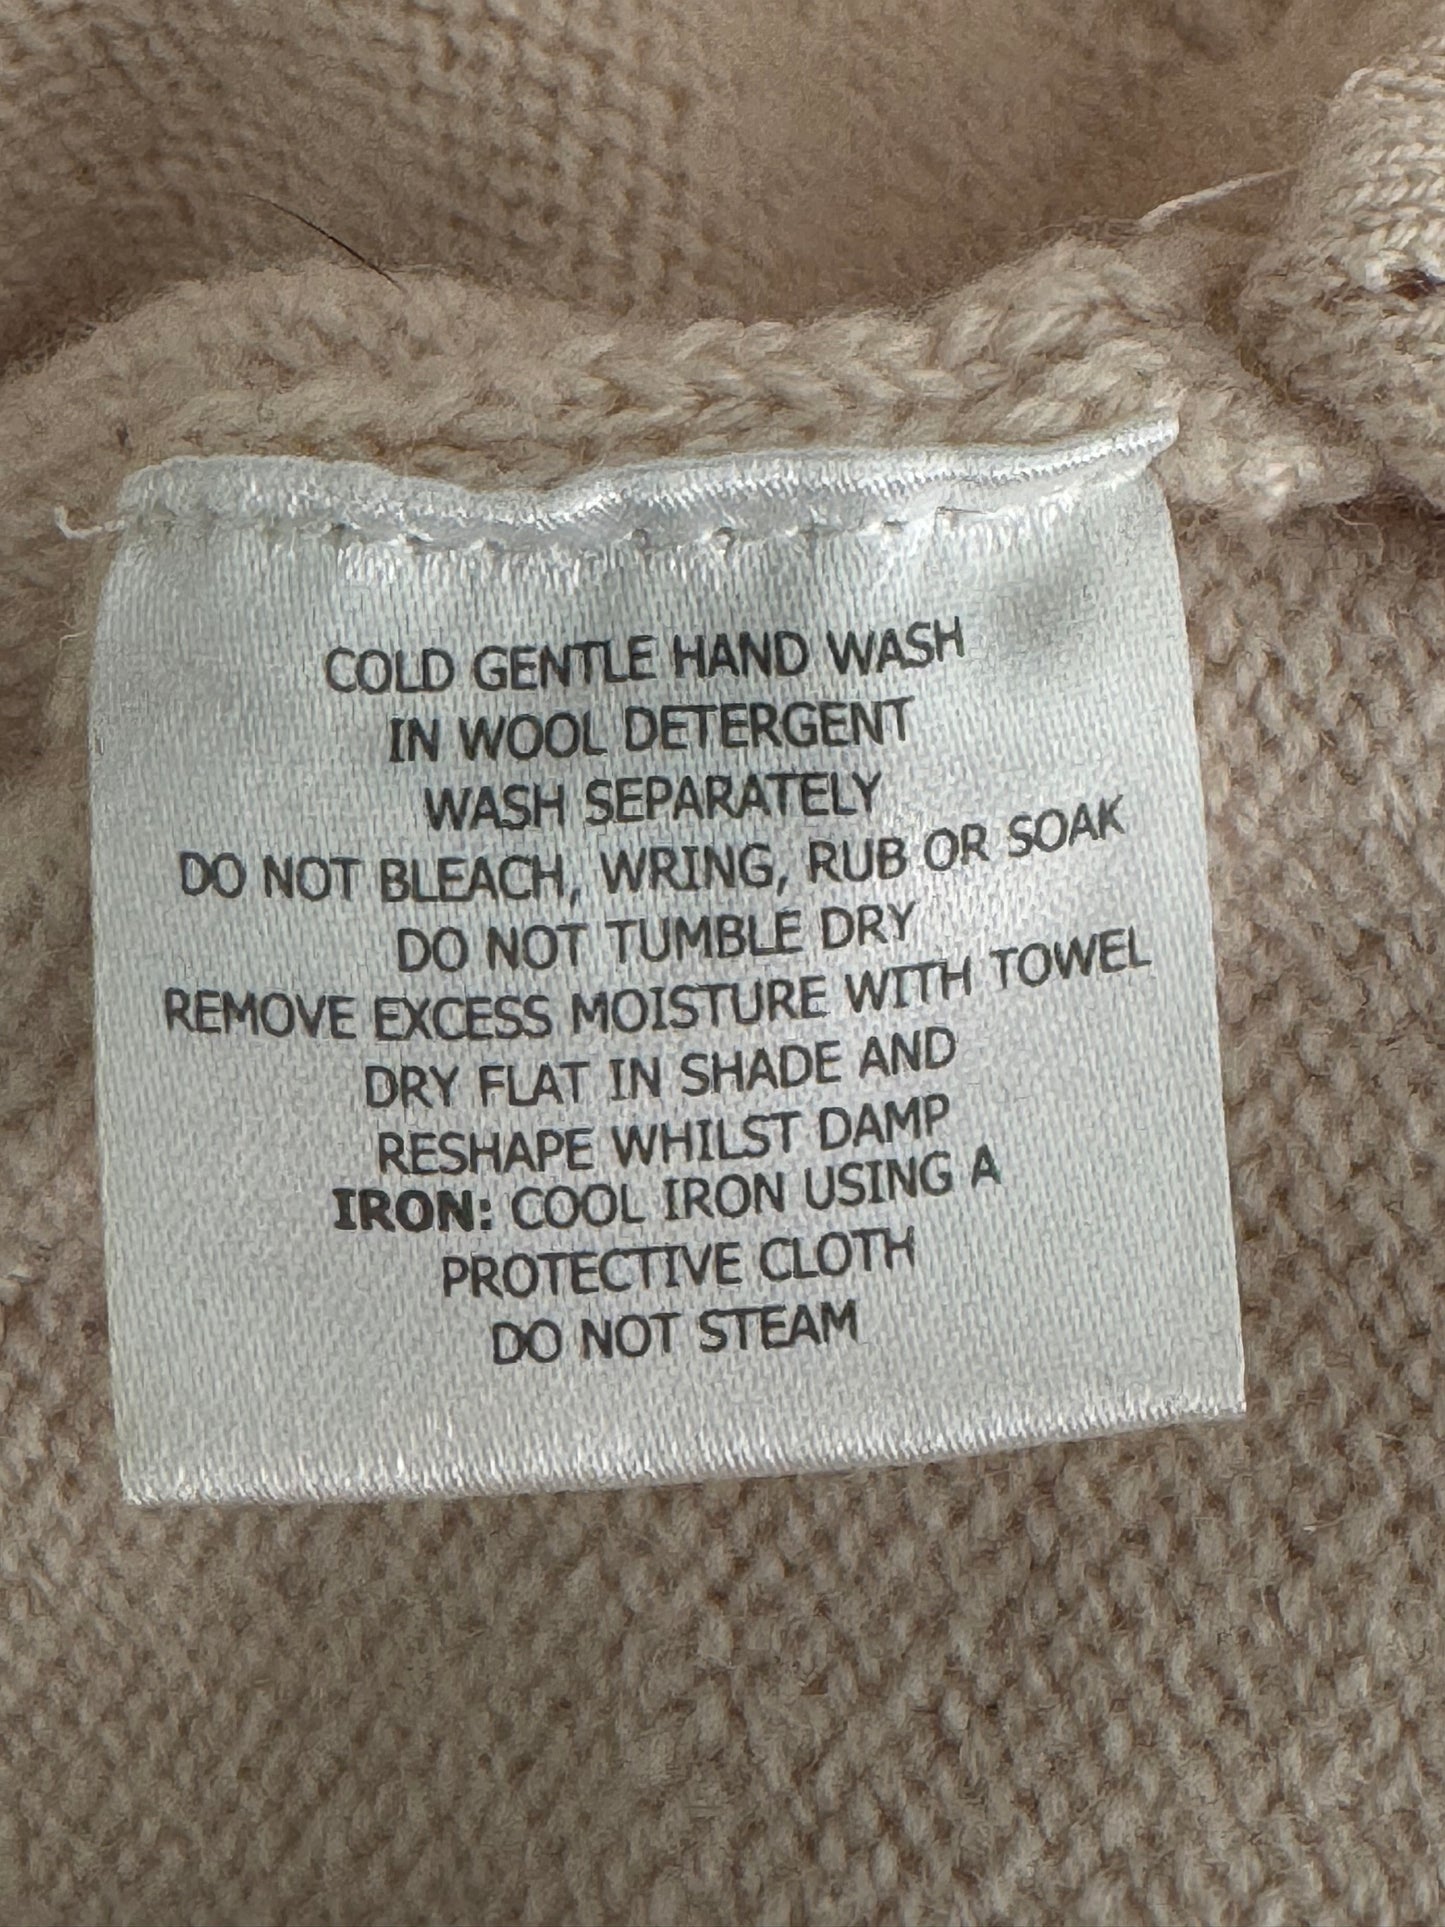 COLD GENTLE HAND WASH
IN WOOL DETERGENT
WASH SEPARATELY
DO NOT BLEACH, WRING, RUB OR SOAK
DO NOT TUMBLE DRY
REMOVE EXCESS MOISTURE WITH TOWEL
DRY FLAT IN SHADE AND
RESHAPE WHILST DAMP
IRON: COOL IRON USING A
PROTECTIVE CLOTH
DO NOT STEAM